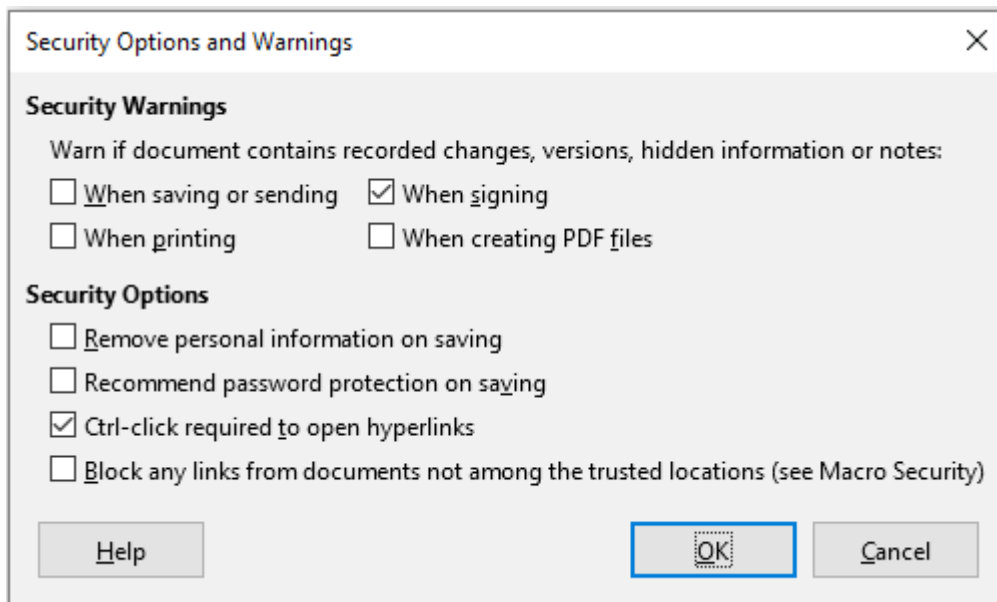 Security Options and Warnings
Security Warnings
Warn if document contains recorded changes, versions, hidden information or notes:
When saving or sending When signing
When printing When creating PDF files
Security Options
Remove personal information on saving
Recommend password protection on saving
Ctrl-click required to open hyperlinks
Block any links from documents not among the trusted locations (see Macro Security)
Help OK Cancel